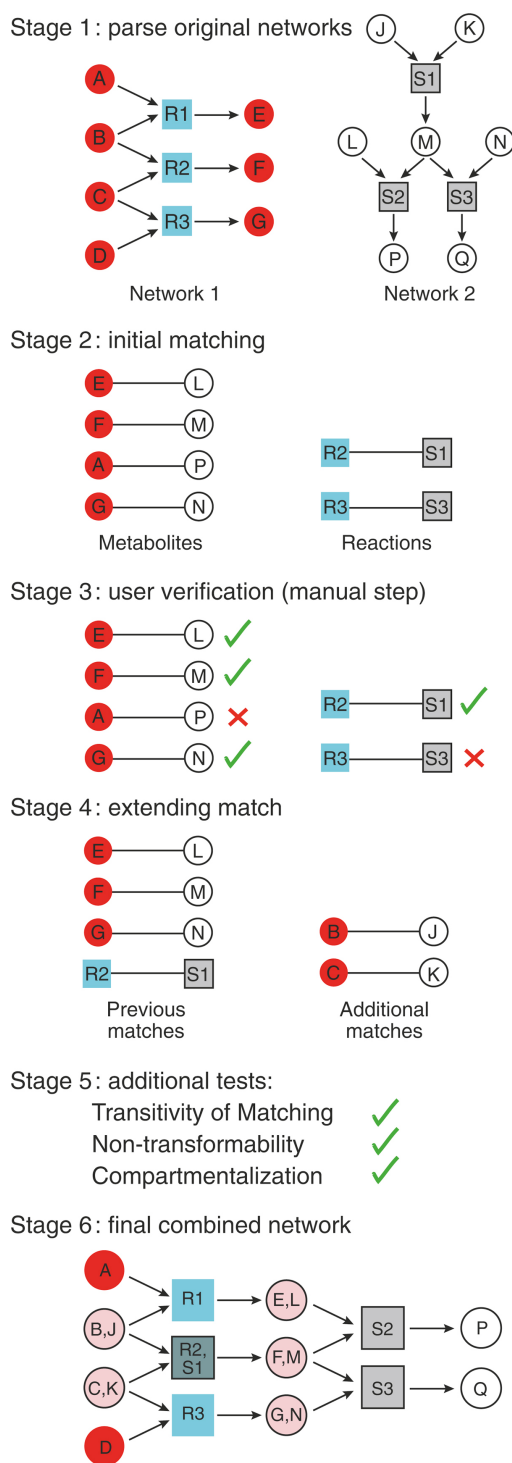 Stage 1: parse original networks
J K
A
S1
R1 E
B
L M N
R2 F
C
S2 S3
R3 G
D
P Q
Network 1 Network 2
Stage 2: initial matching
E L
F M
R2 S1
A P
R3 S3
G N
Metabolites Reactions
Stage 3: user verification (manual step)
E L
F M
R2 S1
A P
R3 S3
G N
Stage 4: extending match
E L
F M
G N
B J
R2 S1
C K
Previous matches
Additional matches
Stage 5: additional tests:
Transitivity of Matching
Non-transformability
Compartmentalization
Stage 6: final combined network
A
R1 E,L
B,J S2 P
R2,
S1
F,M
C,K S3 Q
R3 G,N
D